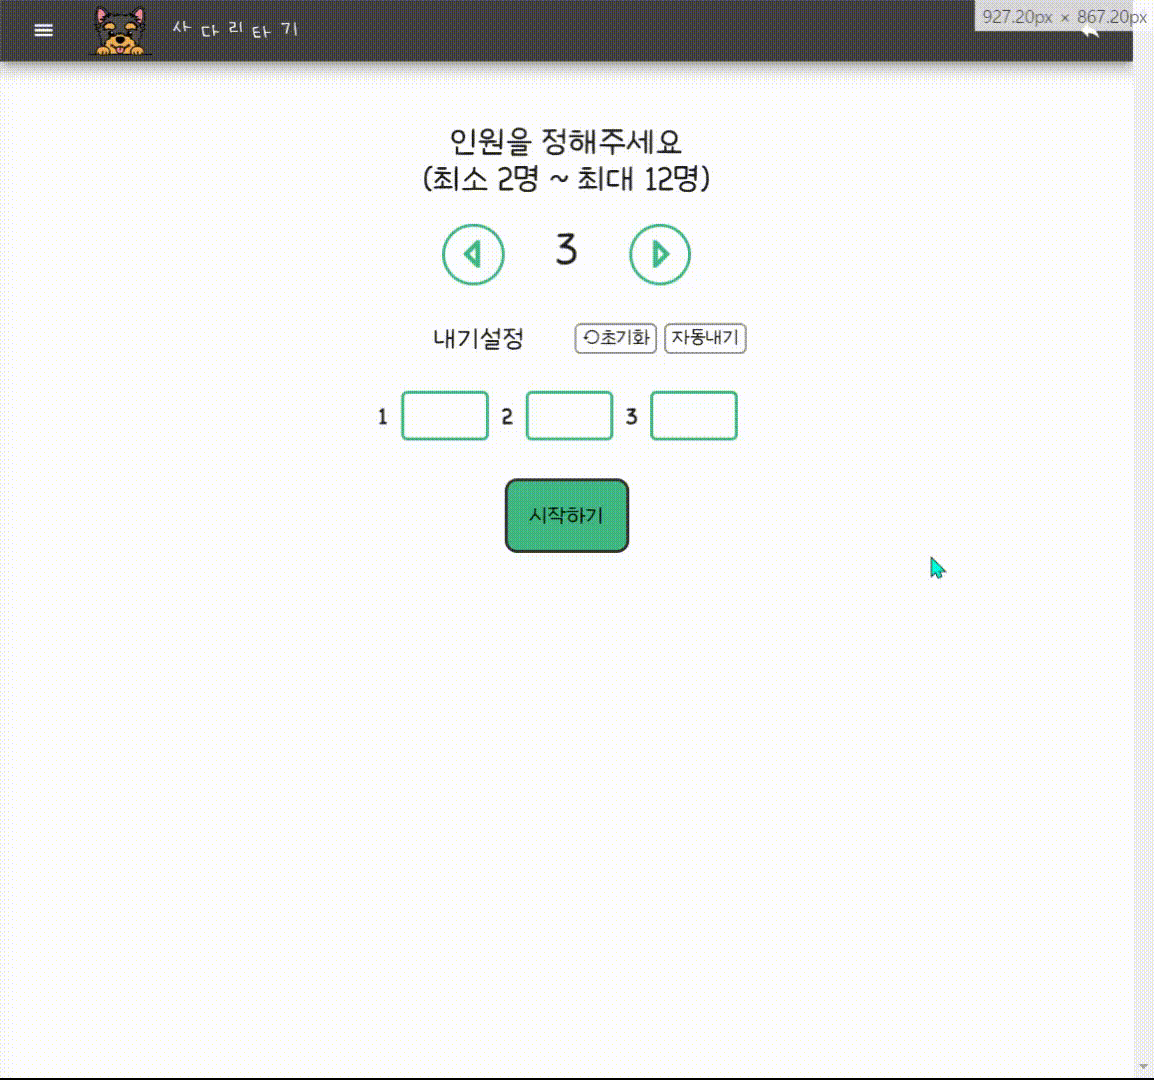 사다리타기
927.20px × 867.20px
인원을 정해주세요
(최소 2명 ~ 최대 12명)
3
내기설정 초기화 자동내기
1 2 3
시작하기